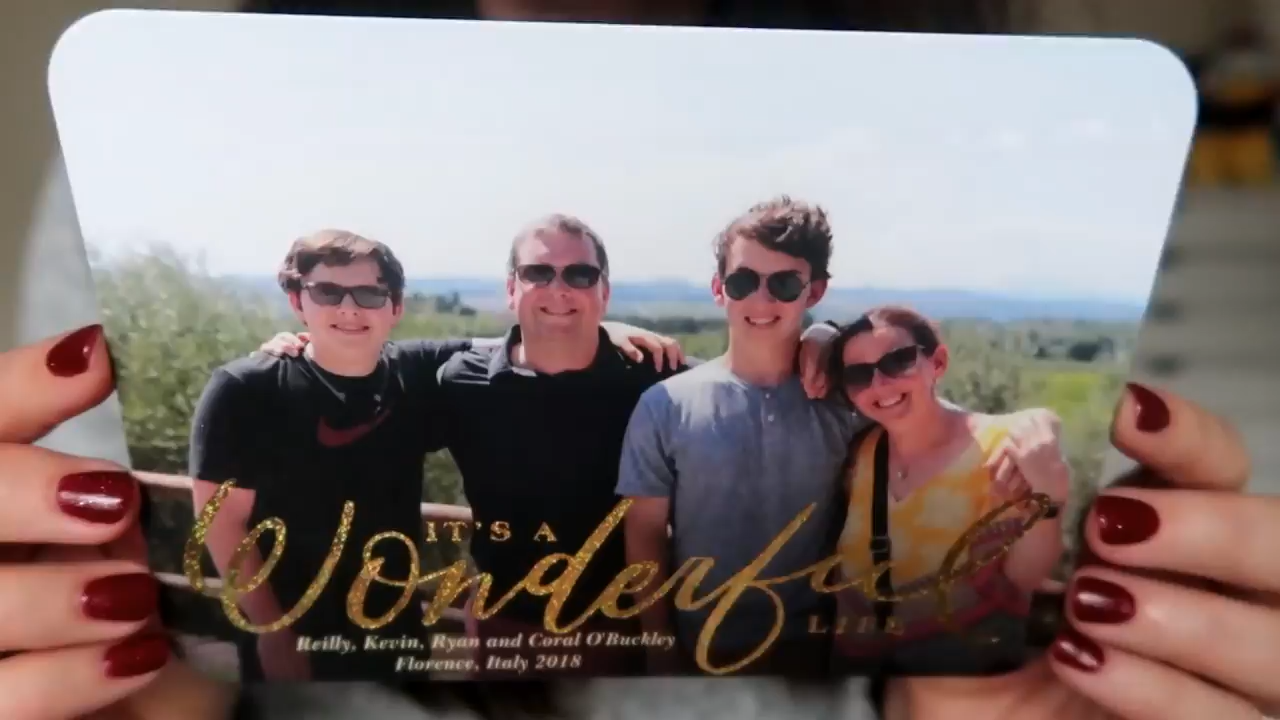 IT'S A
Wonderful
LIFE
Reilly, Kevin, Ryan and Coral O'Buckley
Florence, Italy 2018